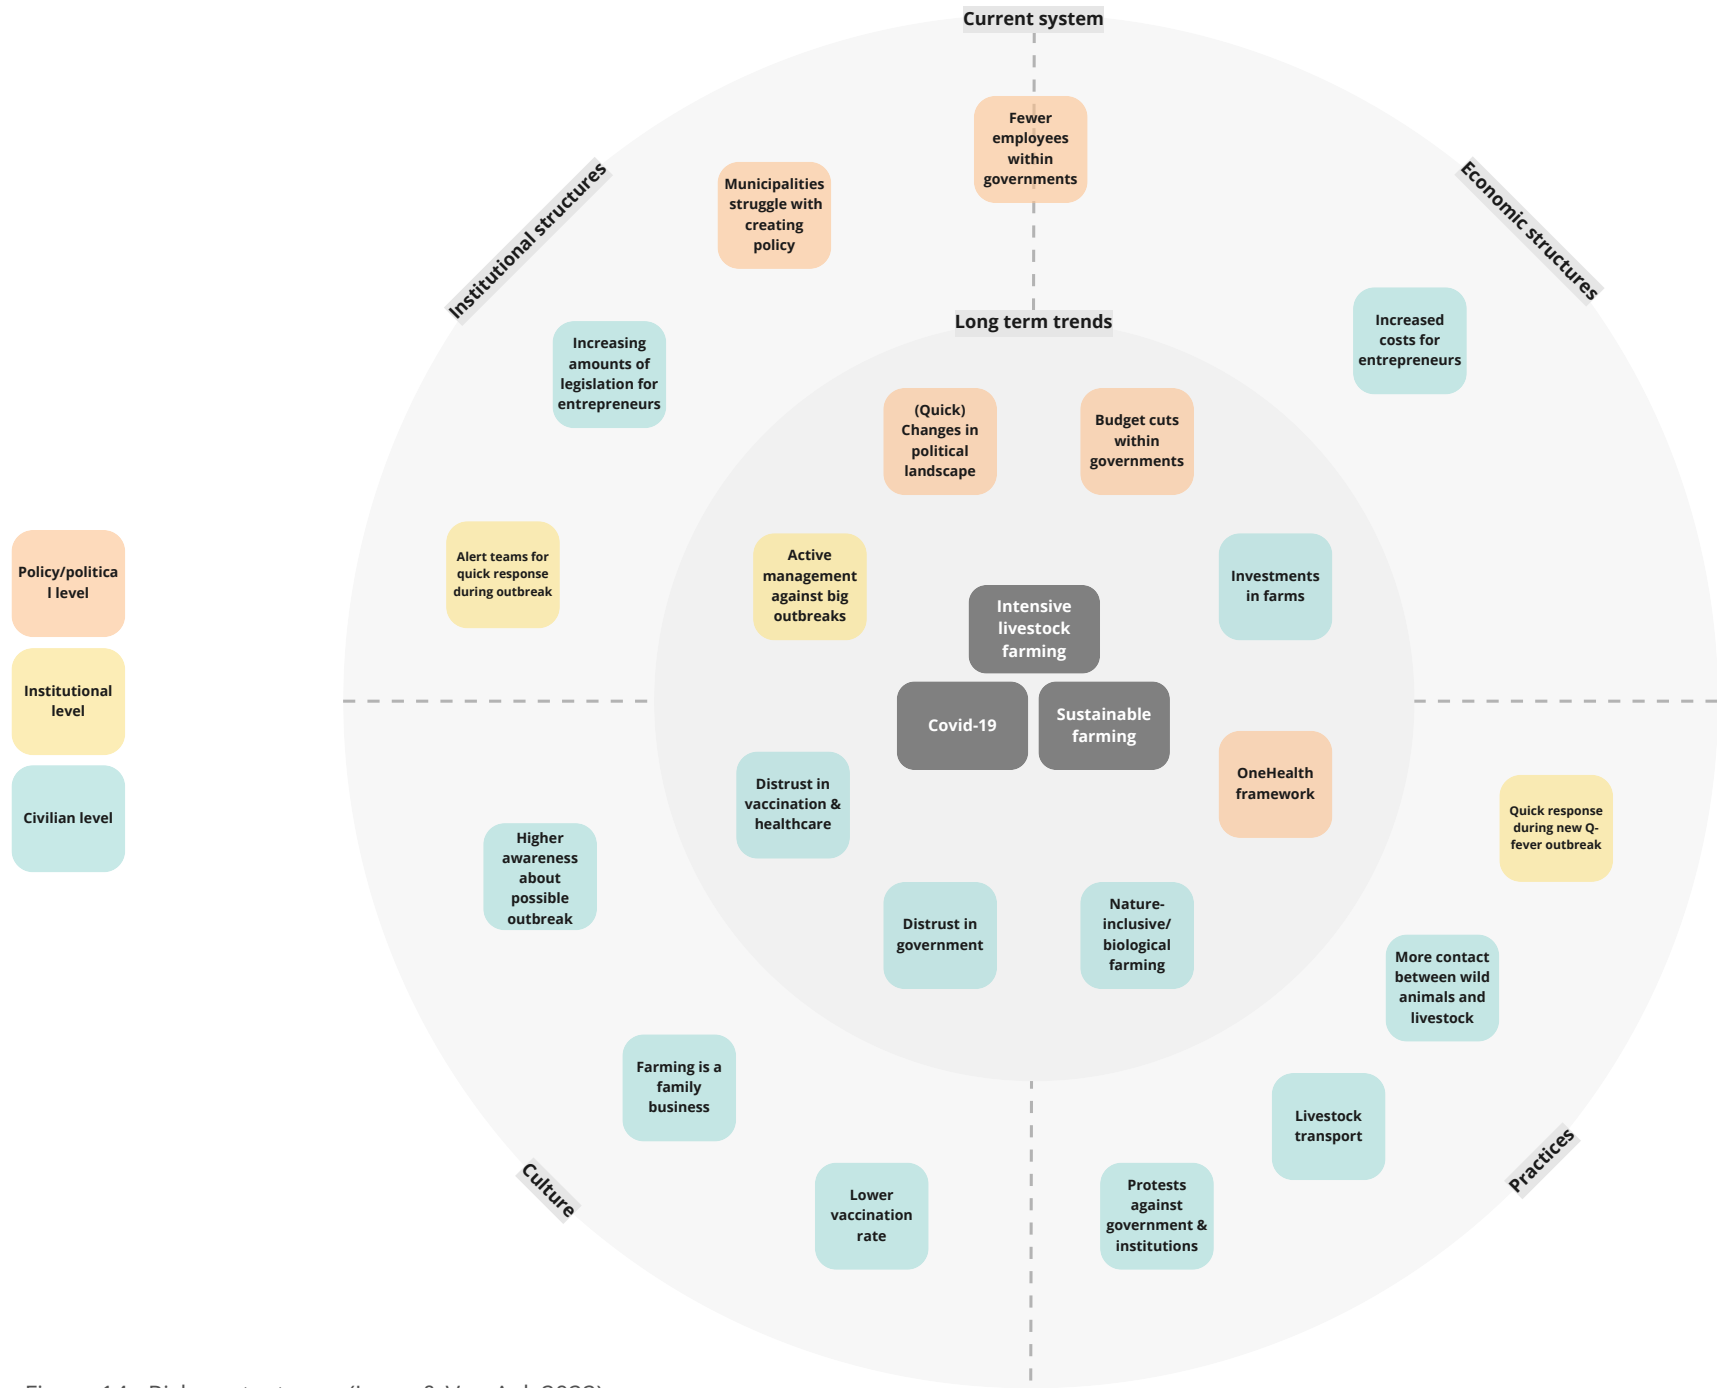 Current system
Fewer
employees
within
governments
Municipalities
struggle with
creating
policy
Institutional structures
Economic structures
Increasing
amounts of
legislation for
entrepreneurs
Increased
costs for
entrepreneurs
Long term trends
(Quick)
Changes in
political
landscape
Budget cuts
within
governments
Alert teams for
quick response
during outbreak
Active
management
against big
outbreaks
Investments
in farms
Intensive
livestock
farming
Covid-19
Sustainable
farming
Policy/politica
l level
Institutional
level
Civilian level
Distrust in
vaccination &
healthcare
OneHealth
framework
Quick response
during new Q-
fever outbreak
Higher
awareness
about
possible
outbreak
Distrust in
government
Nature-
inclusive/
biological
farming
More contact
between wild
animals and
livestock
Farming is a
family
business
Livestock
transport
Culture
Practices
Lower
vaccination
rate
Protests
against
government &
institutions